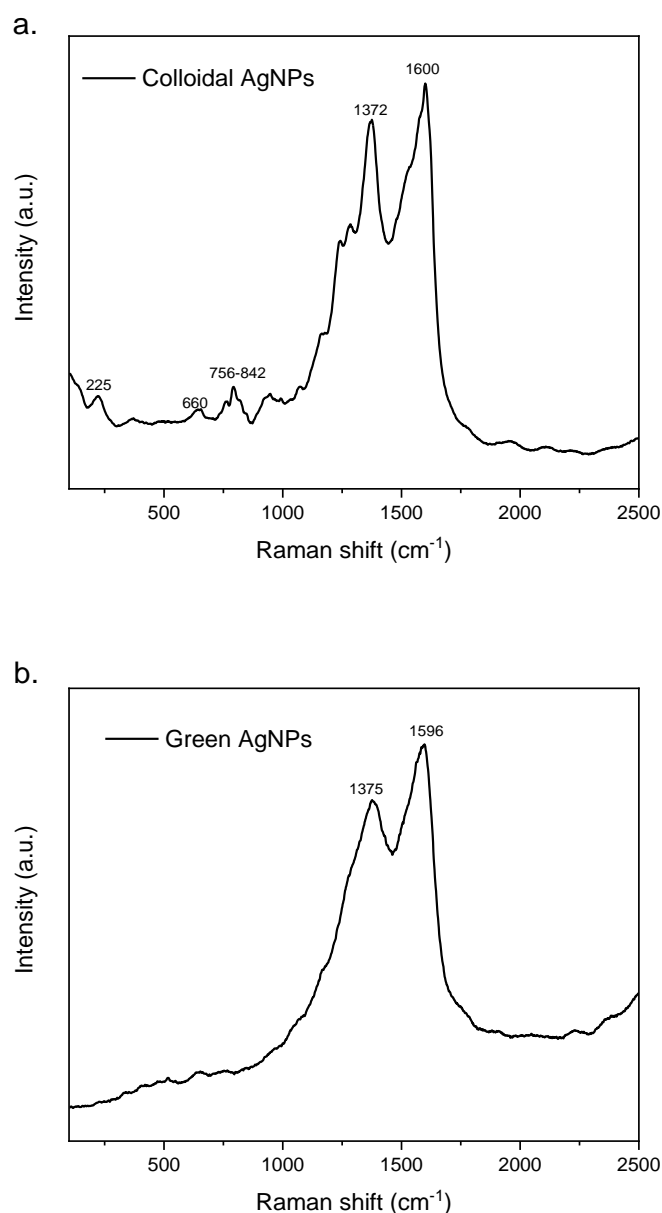 a.
Colloidal AgNPs
1600
1372
756-842
225
660
Intensity (a.u.)
500 1000 1500 2000 2500
Raman shift (cm⁻¹)
b.
Green AgNPs
1596
1375
Intensity (a.u.)
500 1000 1500 2000 2500
Raman shift (cm⁻¹)